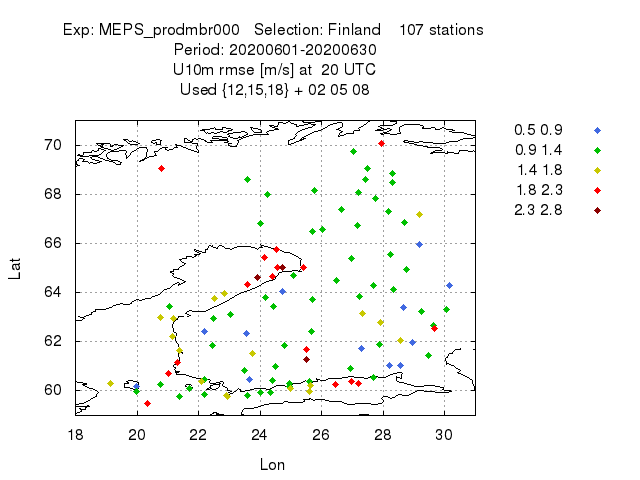 Exp: MEPS_prodmbr000 Selection: Finland 107 stations
Period: 20200601-20200630
U10m rmse [m/s] at 20 UTC
Used {12,15,18} + 02 05 08
0.5 0.9
0.9 1.4
1.4 1.8
1.8 2.3
2.3 2.8
Lat
70
68
66
64
62
60
18 20 22 24 26 28 30
Lon